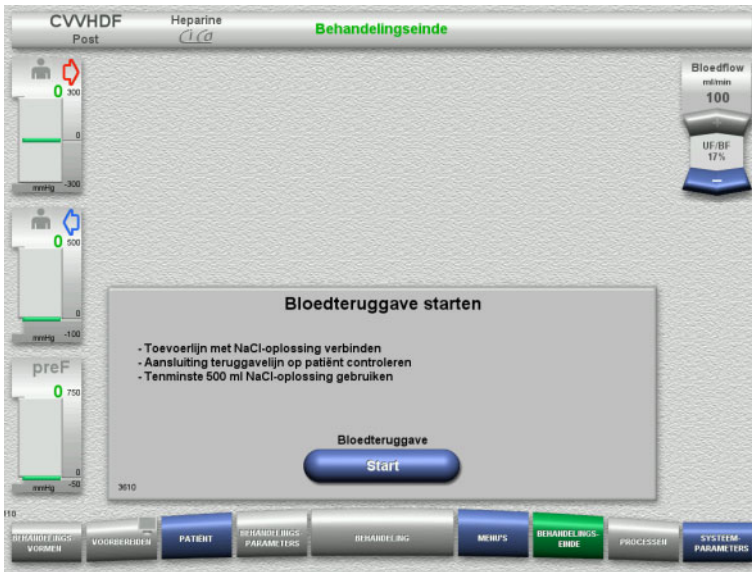 CVVHDF
Post
Heparine
Ci Ca
Behandelingseinde
0
300
0
mmHg
-300
0
500
0
mmHg
-100
preF
0
750
0
mmHg
-50
Bloedflow
ml/min
100
+
UF/BF
17%
-
Bloedteruggave starten
- Toevoerlijn met NaCl-oplossing verbinden
- Aansluiting teruggavelijn op patiënt controleren
- Tenminste 500 ml NaCl-oplossing gebruiken
Bloedteruggave
Start
3610
BEHANDELINGS-
VORMEN
VOORBEREIDEN
PATIËNT
BEHANDELINGS
PARAMETERS
BEHANDELING
MENU'S
BEHANDELINGS-
EINDE
PROCESSEN
SYSTEEM-
PARAMETERS